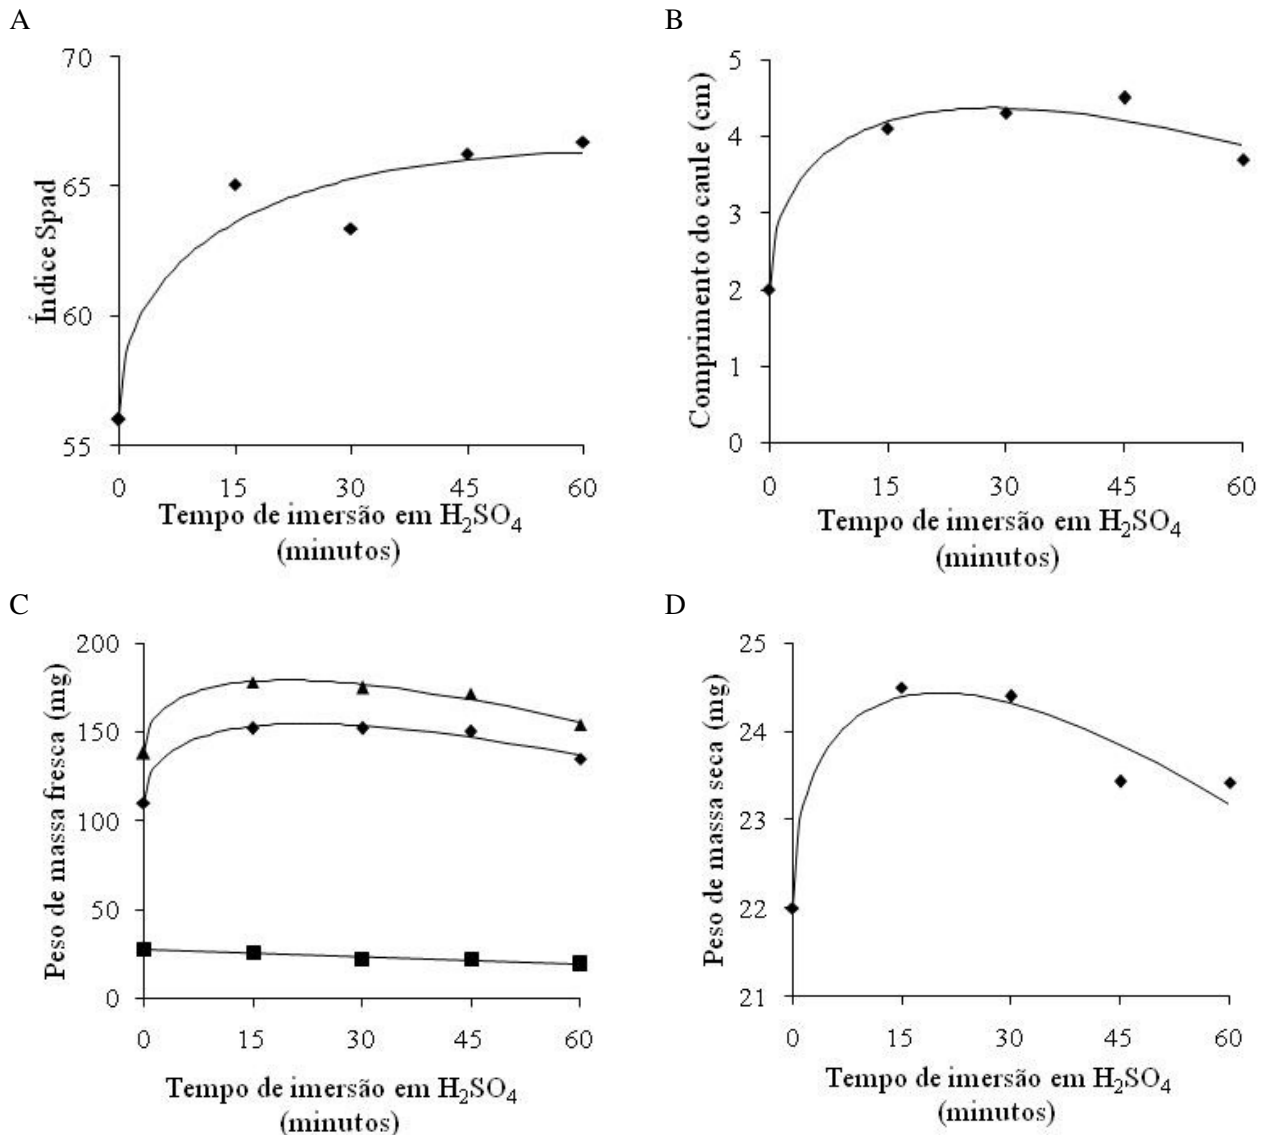 A
70
65
60
55
Índice Spad
0 15 30 45 60
Tempo de imersão em H₂SO₄
(minutos)
B
5
4
3
2
1
0
Comprimento do caule (cm)
0 15 30 45 60
Tempo de imersão em H₂SO₄
(minutos)
C
200
150
100
50
0
Peso de massa fresca (mg)
0 15 30 45 60
Tempo de imersão em H₂SO₄
(minutos)
D
25
24
23
22
21
Peso de massa seca (mg)
0 15 30 45 60
Tempo de imersão em H₂SO₄
(minutos)